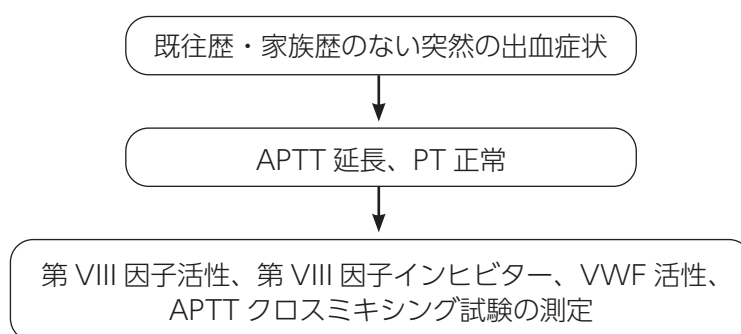 既往歴・家族歴のない突然の出血症状
APTT 延長、PT 正常
第 VIII 因子活性、第 VIII 因子インヒビター、VWF 活性、
APTT クロスミキシング試験の測定